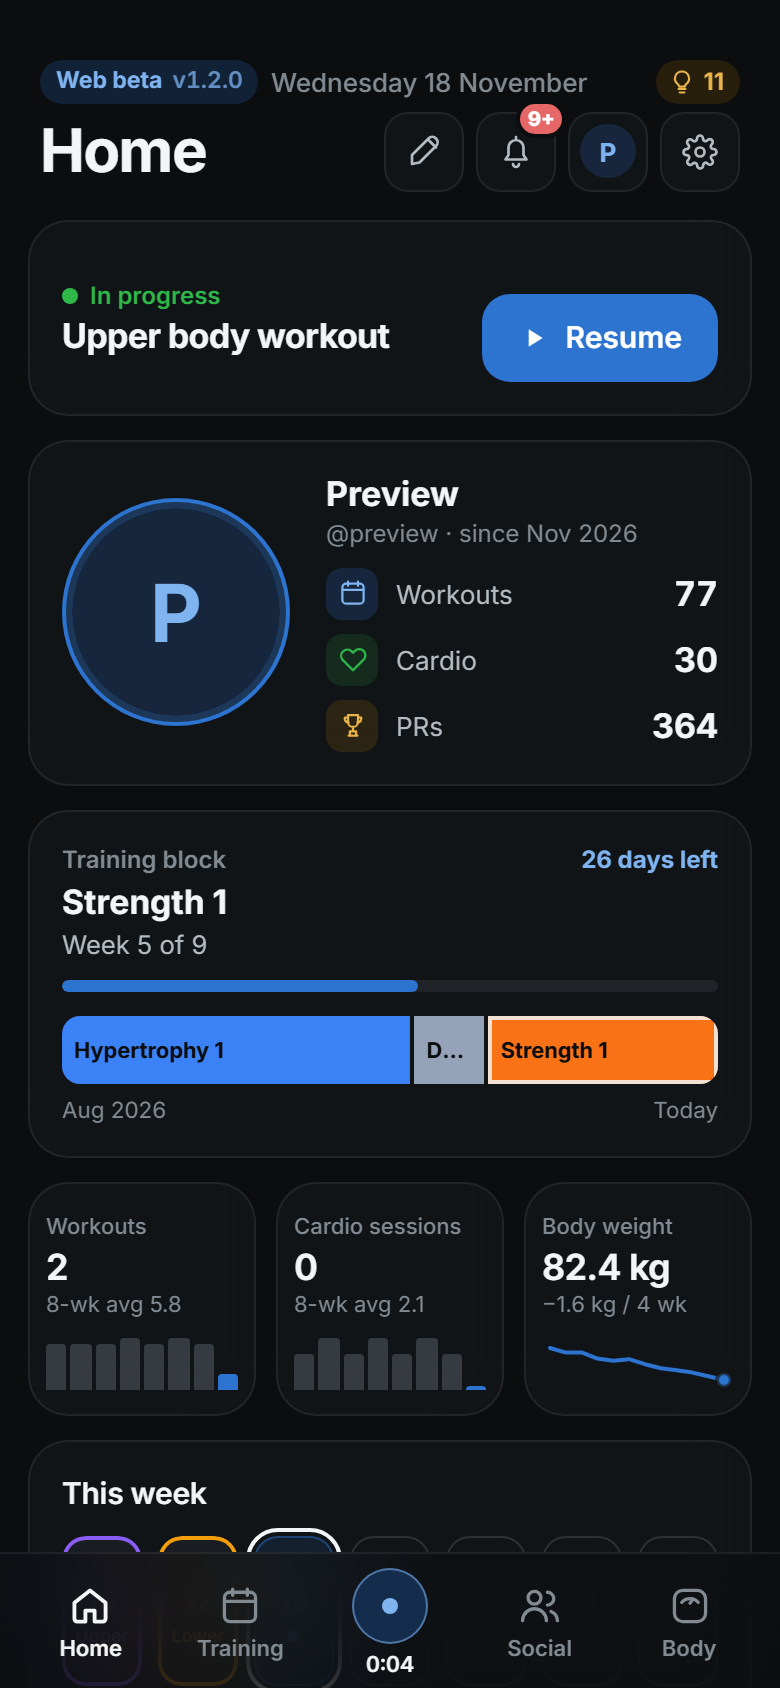 Web beta v1.2.0 Wednesday 18 November 11
Home
9+
P
In progress
Upper body workout
Resume
P
Preview
@preview · since Nov 2026
Workouts 77
Cardio 30
PRs 364
Training block 26 days left
Strength 1
Week 5 of 9
Hypertrophy 1 D... Strength 1
Aug 2026 Today
Workouts
2
8-wk avg 5.8
Cardio sessions
0
8-wk avg 2.1
Body weight
82.4 kg
−1.6 kg / 4 wk
This week
Home Training 0:04 Social Body